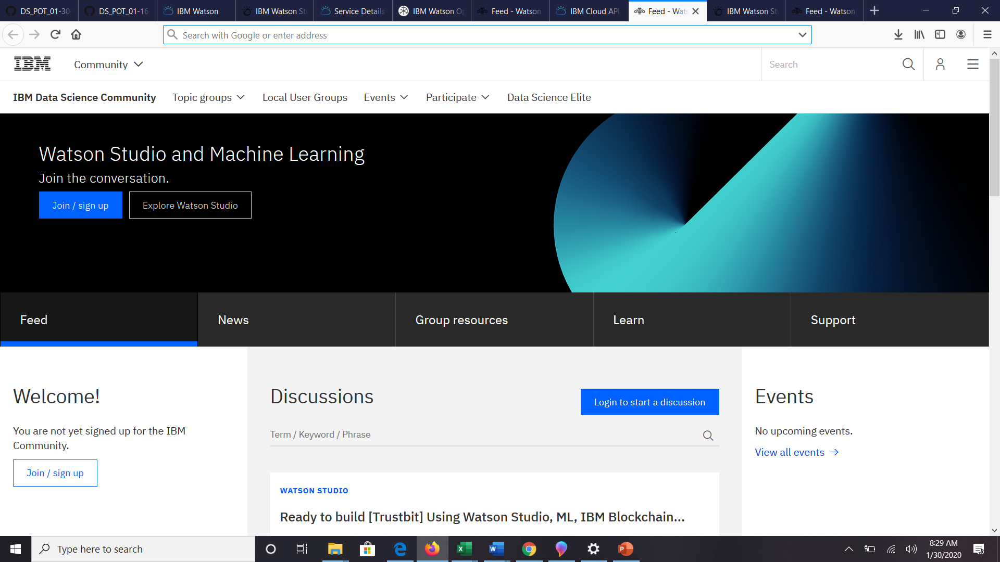 DS_POT_01-30
DS_POT_01-16
IBM Watson
IBM Watson St
Service Details
IBM Watson Op
Feed - Watson
IBM Cloud API
Feed - Wats
IBM Watson St
Feed - Watson
Search with Google or enter address
IBM
Community
Search
IBM Data Science Community
Topic groups
Local User Groups
Events
Participate
Data Science Elite
Watson Studio and Machine Learning
Join the conversation.
Join / sign up
Explore Watson Studio
Feed
News
Group resources
Learn
Support
Welcome!
You are not yet signed up for the IBM
Community.
Join / sign up
Discussions
Login to start a discussion
Term / Keyword / Phrase
WATSON STUDIO
Ready to build [Trustbit] Using Watson Studio, ML, IBM Blockchain...
Events
No upcoming events.
View all events
Type here to search
8:29 AM
1/30/2020